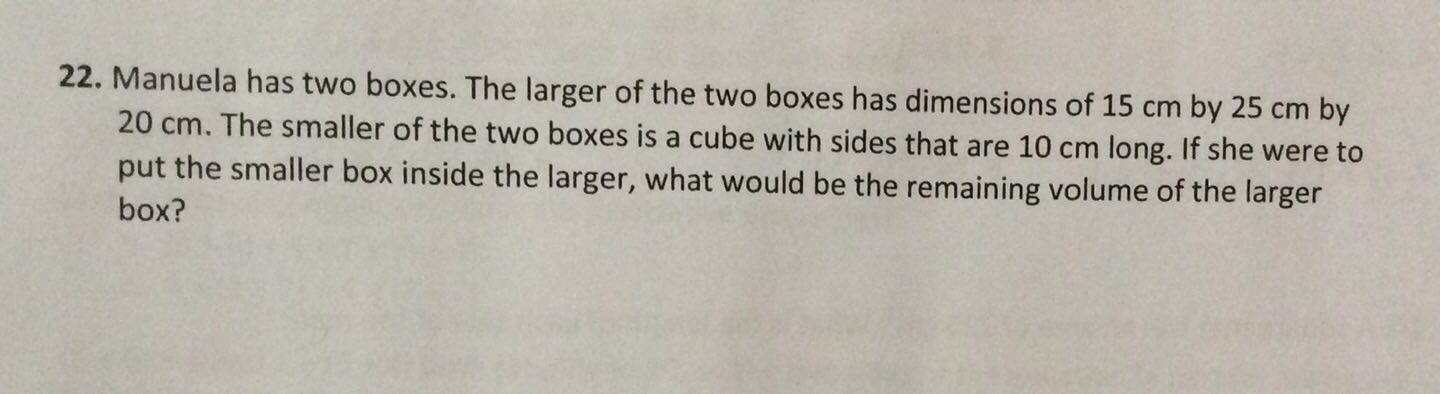 22. Manuela has two boxes. The larger of the two boxes has dimensions of 15 cm by 25 cm by
20 cm. The smaller of the two boxes is a cube with sides that are 10 cm long. If she were to
put the smaller box inside the larger, what would be the remaining volume of the larger
box?